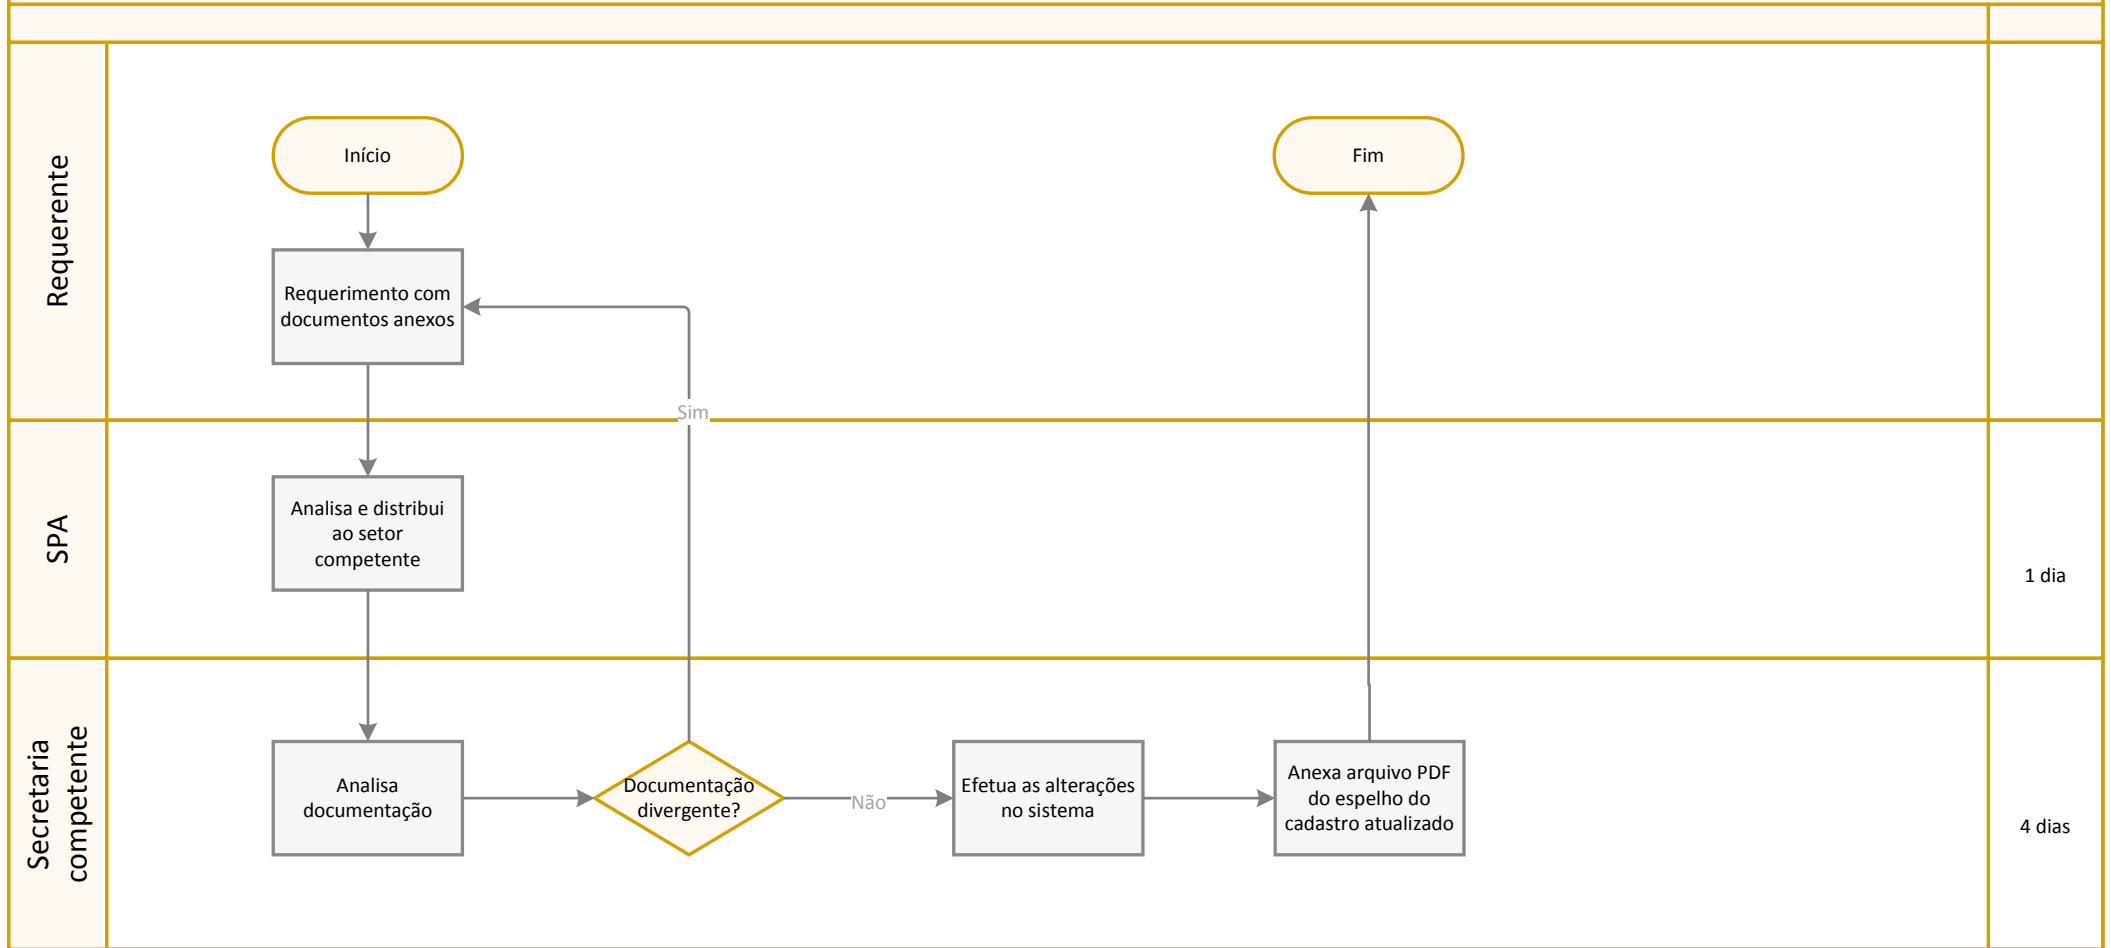 Requerente
Início
Fim
Requerimento com
documentos anexos
Sim
SPA
Analisa e distribui
ao setor
competente
1 dia
Secretaria
competente
Analisa
documentação
Documentação
divergente?
Não
Efetua as alterações
no sistema
Anexa arquivo PDF
do espelho do
cadastro atualizado
4 dias